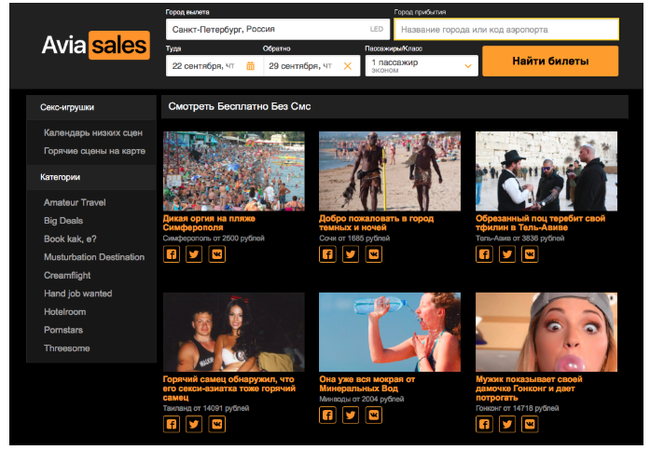 Avia sales
Город вылета
Город прибытия
Санкт-Петербург, Россия LED
Название города или код аэропорта
Туда
Обратно
Пассажиры/Класс
22 сентября, чт
29 сентября, чт
1 пассажир
эконом
Найти билеты
Секс-игрушки
Календарь низких сцен
Горячие сцены на карте
Категории
Amateur Travel
Big Deals
Book kak, e?
Musturbation Destination
Creamflight
Hand job wanted
Hotelroom
Pornstars
Threesome
Смотреть Бесплатно Без Смс
Дикая оргия на пляже
Симферополя
Симферополь от 2500 рублей
Добро пожаловать в город
темных и ночей
Сочи от 1685 рублей
Обрезанный поц теребит свой
тфилин в Тель-Авиве
Тель-Авив от 3836 рублей
Горячий самец обнаружил, что
его секси-азиатка тоже горячий
самец
Таиланд от 14091 рублей
Она уже вся мокрая от
Минеральных Вод
Минводы от 2004 рублей
Мужик показывает своей
дамочке Гонконг и дает
потрогать
Гонконг от 14718 рублей